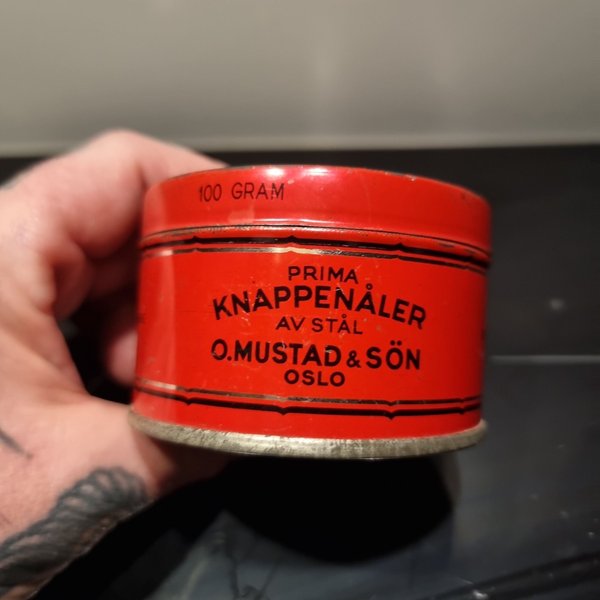 100 GRAM
PRIMA
KNAPPENÅLER
AV STÅL
O. MUSTAD & SÖN
OSLO